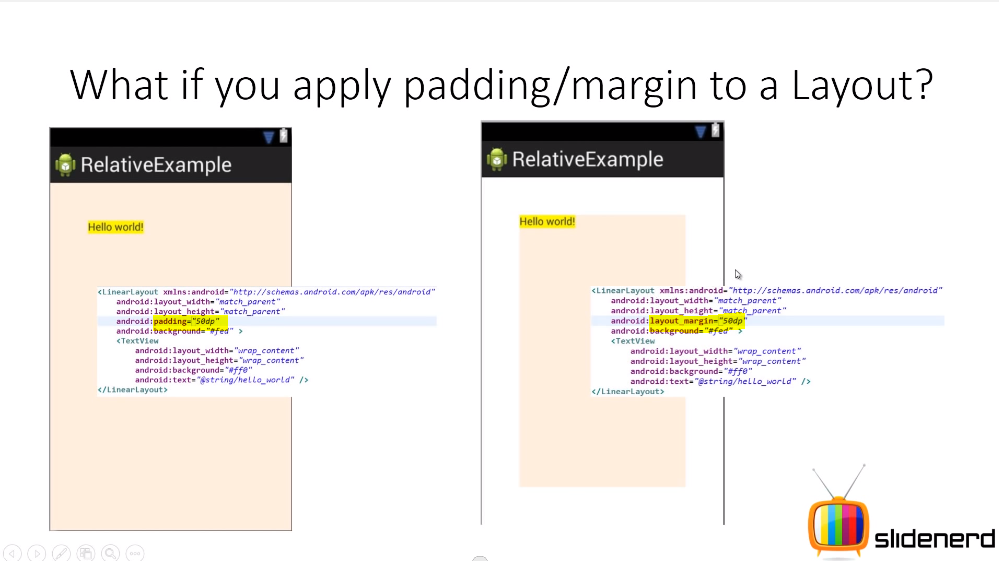 What if you apply padding/margin to a Layout?
RelativeExample
Hello world!
<LinearLayout xmlns:android="http://schemas.android.com/apk/res/android"
android:layout_width="match_parent"
android:layout_height="match_parent"
android:padding="50dp"
android:background="#fed" >
<TextView
android:layout_width="wrap_content"
android:layout_height="wrap_content"
android:background="#ff0"
android:text="@string/hello_world" />
</LinearLayout>
RelativeExample
Hello world!
<LinearLayout xmlns:android="http://schemas.android.com/apk/res/android"
android:layout_width="match_parent"
android:layout_height="match_parent"
android:layout_margin="50dp"
android:background="#fed" >
<TextView
android:layout_width="wrap_content"
android:layout_height="wrap_content"
android:background="#ff0"
android:text="@string/hello_world" />
</LinearLayout>
slidenerd